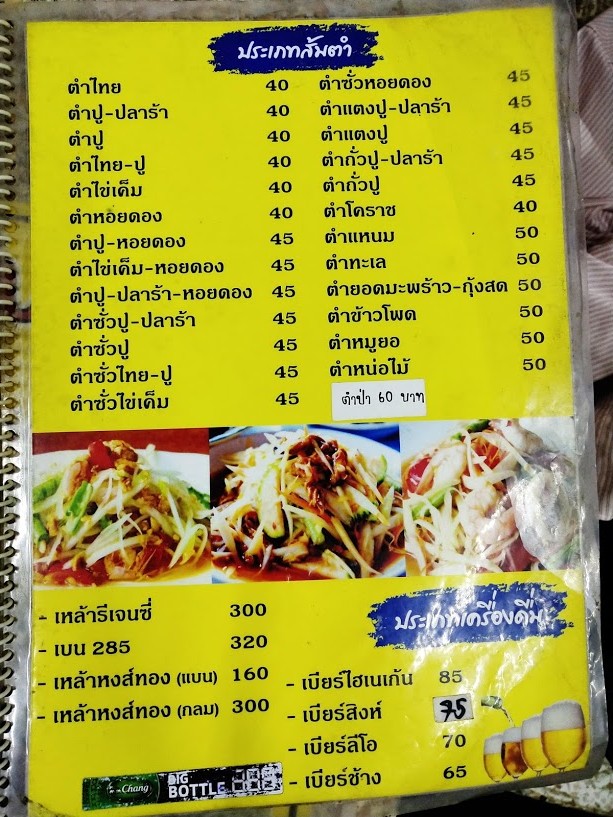 ประเภทส้มตำ
ตำไทย 40
ตำปู-ปลาร้า 40
ตำปู 40
ตำไทย-ปู 40
ตำไข่เค็ม 40
ตำหอยดอง 40
ตำปู-หอยดอง 45
ตำไข่เค็ม-หอยดอง 45
ตำปู-ปลาร้า-หอยดอง 45
ตำซั่วปู-ปลาร้า 45
ตำซั่วปู 45
ตำซั่วไทย-ปู 45
ตำซั่วไข่เค็ม 45
ตำซั่วหอยดอง 45
ตำแตงปู-ปลาร้า 45
ตำแตงปู 45
ตำถั่วปู-ปลาร้า 45
ตำถั่วปู 45
ตำโคราช 40
ตำแหนม 50
ตำทะเล 50
ตำยอดมะพร้าว-กุ้งสด 50
ตำข้าวโพด 50
ตำหมูยอ 50
ตำหน่อไม้ 50
ตำป่า 60 บาท
- เหล้ารีเจนซี่ 300
- เบน 285 320
- เหล้าหงส์ทอง (แบน) 160
- เหล้าหงส์ทอง (กลม) 300
ประเภทเครื่องดื่ม
- เบียร์ไฮเนเก้น 85
- เบียร์สิงห์ 75
- เบียร์ลีโอ 70
- เบียร์ช้าง 65
Chang
BIG
BOTTLE